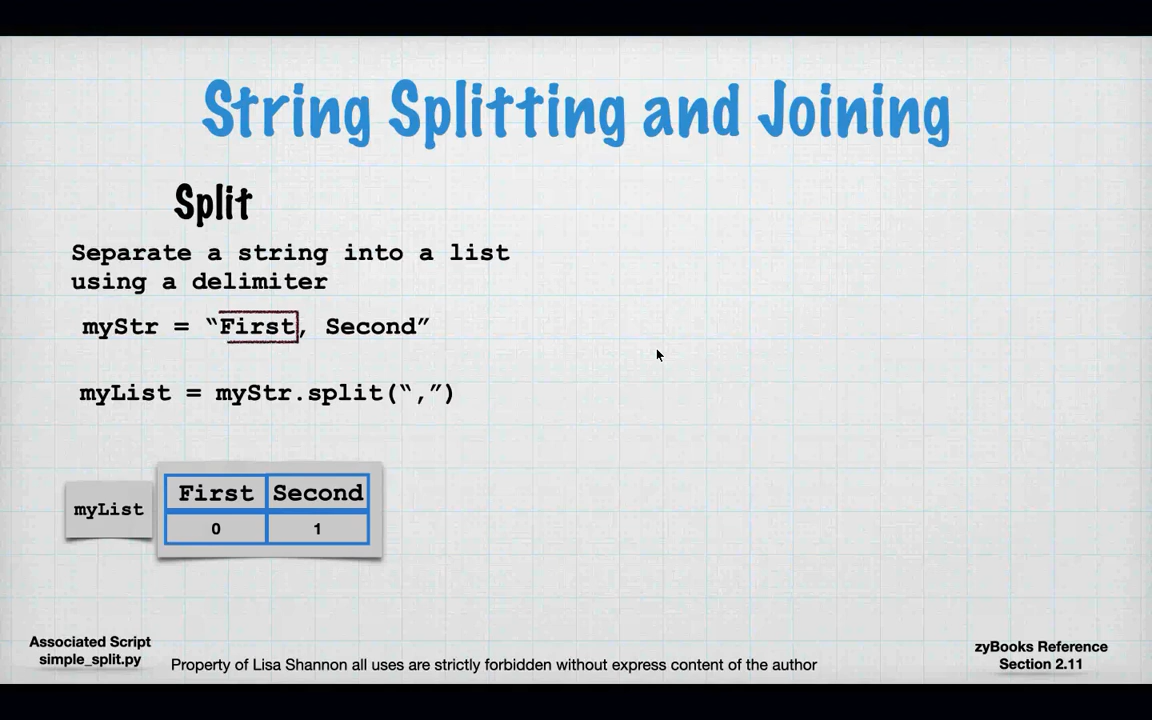 String Splitting and Joining
Split
Separate a string into a list
using a delimiter
myStr = “First, Second”
myList = myStr.split(“,”)
myList
First Second
0 1
Associated Script
simple_split.py
Property of Lisa Shannon all uses are strictly forbidden without express content of the author
zyBooks Reference
Section 2.11